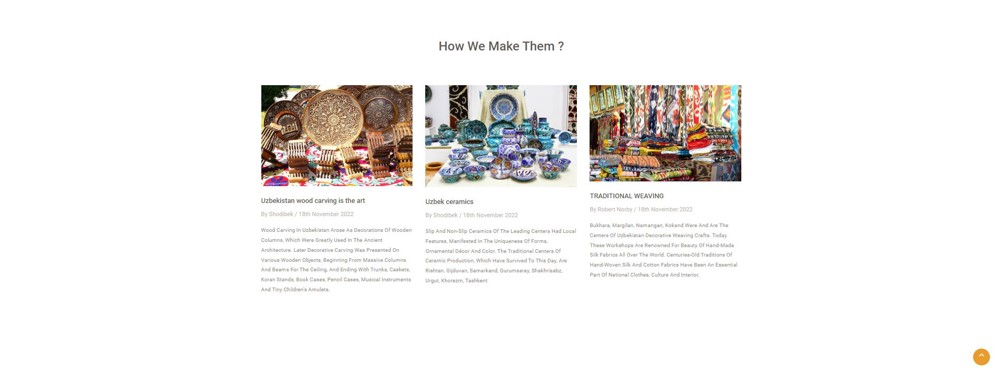 How We Make Them ?
TOSHKENT
2200
Uzbekistan wood carving is the art
By Shodibek / 18th November 2022
Wood Carving In Uzbekistan Arose As Decorations Of Wooden
Columns, Which Were Greatly Used In The Ancient
Architecture. Later Decorative Carving Was Presented On
Various Wooden Objects, Beginning From Massive Columns
And Beams For The Ceiling, And Ending With Trunks, Caskets,
Koran Stands, Book Cases, Pencil Cases, Musical Instruments
And Tiny Children's Amulets.
Uzbek ceramics
By Shodibek / 18th November 2022
Slip And Non-Slip Ceramics Of The Leading Centers Had Local
Features, Manifested In The Uniqueness Of Forms,
Ornamental Décor And Color. The Traditional Centers Of
Ceramic Production, Which Have Survived To This Day, Are
Rishtan, Gijduvan, Samarkand, Gurumsaray, Shakhrisabz,
Urgut, Khorezm, Tashkent
TRADITIONAL WEAVING
By Robert Norby / 18th November 2022
Bukhara, Margilan, Namangan, Kokand Were And Are The
Centers Of Uzbekistan Decorative Weaving Crafts. Today
These Workshops Are Renowned For Beauty Of Hand-Made
Silk Fabrics All Over The World. Centuries-Old Traditions Of
Hand-Woven Silk And Cotton Fabrics Have Been An Essential
Part Of National Clothes, Culture And Interior.